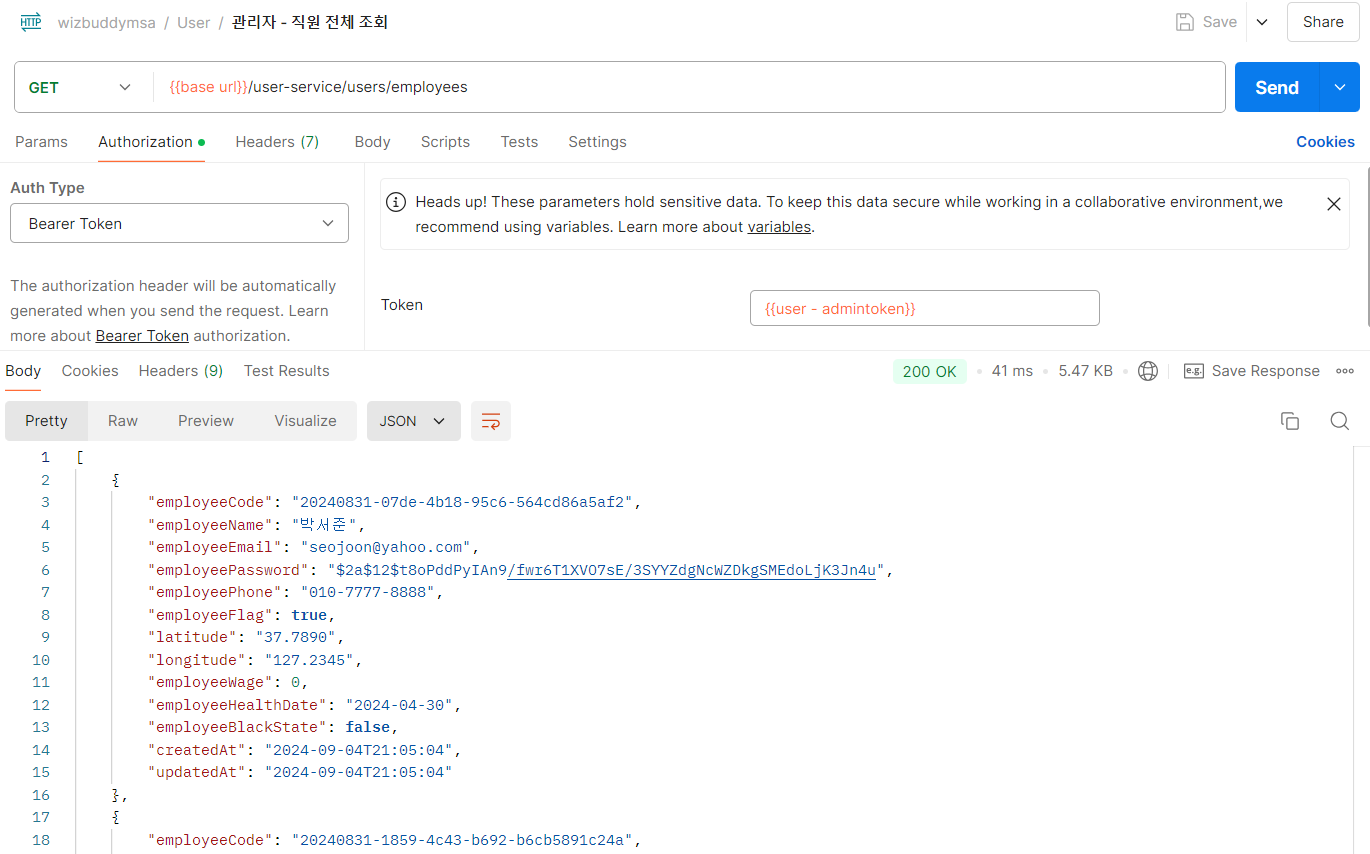 HTTP wizbuddymsa / User / 관리자 - 직원 전체 조회 Save Share
GET {{base url}}/user-service/users/employees Send
Params Authorization Headers (7) Body Scripts Tests Settings Cookies
Auth Type
Bearer Token
The authorization header will be automatically
generated when you send the request. Learn
more about Bearer Token authorization.
Heads up! These parameters hold sensitive data. To keep this data secure while working in a collaborative environment,we
recommend using variables. Learn more about variables.
Token {{user - admintoken}}
Body Cookies Headers (9) Test Results 200 OK 41 ms 5.47 KB e.g. Save Response
Pretty Raw Preview Visualize JSON
1 [
2 {
3 "employeeCode": "20240831-07de-4b18-95c6-564cd86a5af2",
4 "employeeName": "박서준",
5 "employeeEmail": "seojoon@yahoo.com",
6 "employeePassword": "$2a$12$t8oPddPyIAn9/fwr6T1XVO7sE/3SYYZdgNcWZDkgSMEdoLjK3Jn4u",
7 "employeePhone": "010-7777-8888",
8 "employeeFlag": true,
9 "latitude": "37.7890",
10 "longitude": "127.2345",
11 "employeeWage": 0,
12 "employeeHealthDate": "2024-04-30",
13 "employeeBlackState": false,
14 "createdAt": "2024-09-04T21:05:04",
15 "updatedAt": "2024-09-04T21:05:04"
16 },
17 {
18 "employeeCode": "20240831-1859-4c43-b692-b6cb5891c24a",